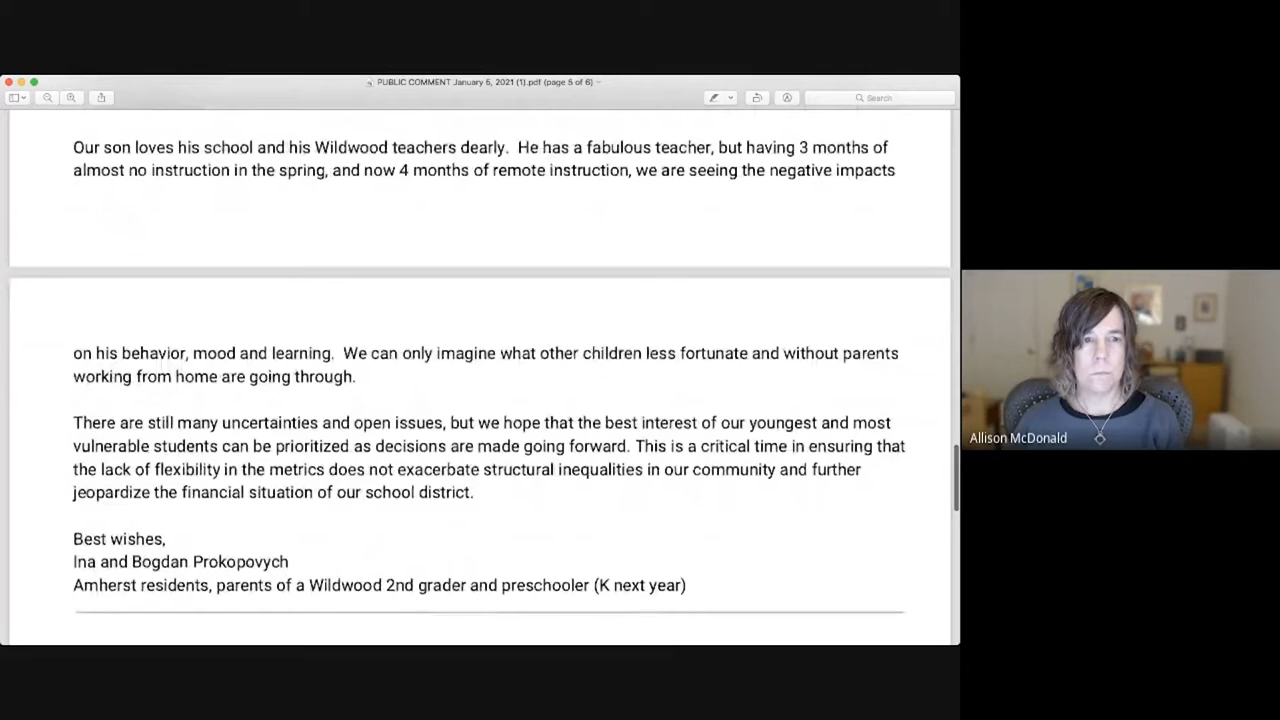 PUBLIC COMMENT January 5, 2021 (1).pdf (page 5 of 6)
Search
Our son loves his school and his Wildwood teachers dearly.  He has a fabulous teacher, but having 3 months of
almost no instruction in the spring, and now 4 months of remote instruction, we are seeing the negative impacts
on his behavior, mood and learning.  We can only imagine what other children less fortunate and without parents
working from home are going through.
There are still many uncertainties and open issues, but we hope that the best interest of our youngest and most
vulnerable students can be prioritized as decisions are made going forward. This is a critical time in ensuring that
the lack of flexibility in the metrics does not exacerbate structural inequalities in our community and further
jeopardize the financial situation of our school district.
Best wishes,
Ina and Bogdan Prokopovych
Amherst residents, parents of a Wildwood 2nd grader and preschooler (K next year)
Allison McDonald